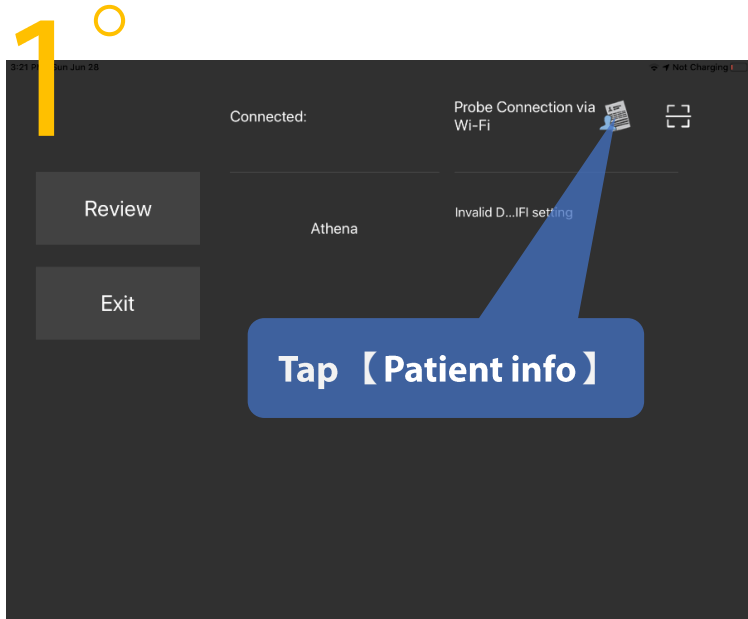 1°
3:21 PM Sun Jun 28
Not Charging
Connected:
Probe Connection via
Wi-Fi
Review
Athena
Invalid D...IFI setting
Exit
Tap 【Patient info】